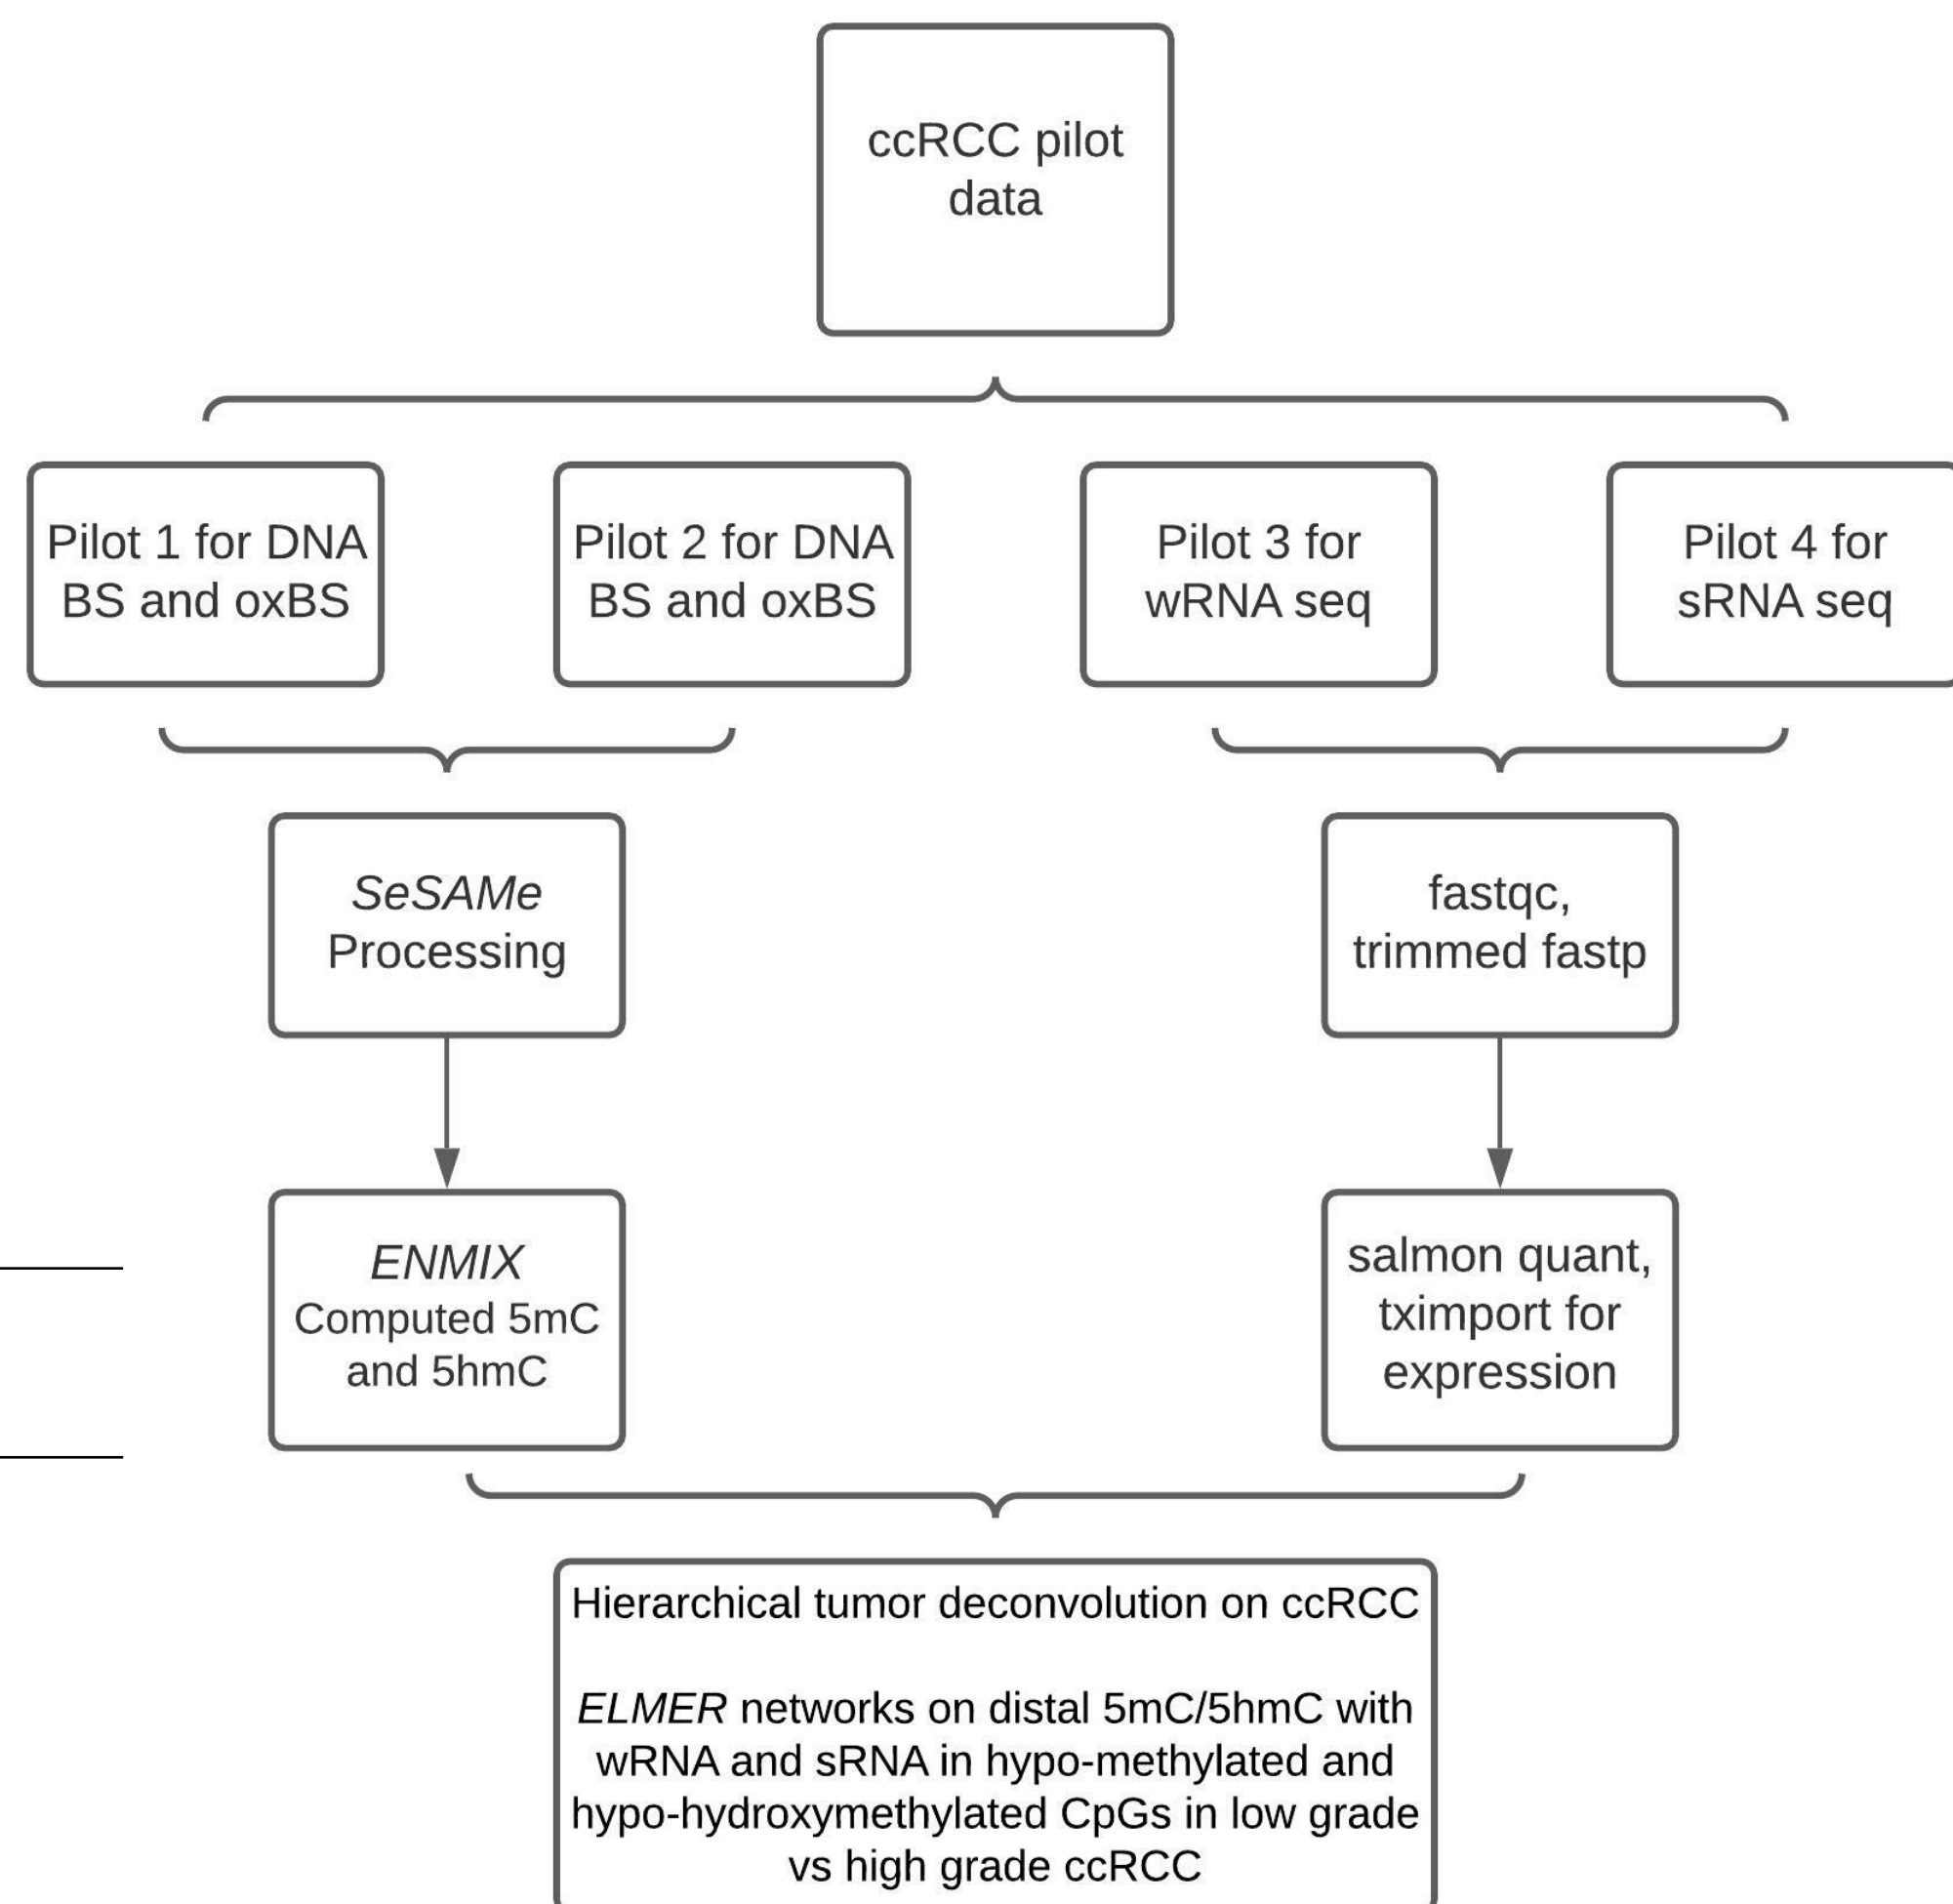 ccRCC pilot
data
Pilot 1 for DNA
BS and oxBS
Pilot 2 for DNA
BS and oxBS
Pilot 3 for
wRNA seq
Pilot 4 for
sRNA seq
SeSAMe
Processing
fastqc,
trimmed fastp
ENMIX
Computed 5mC
and 5hmC
salmon quant,
tximport for
expression
Hierarchical tumor deconvolution on ccRCC
ELMER networks on distal 5mC/5hmC with
wRNA and sRNA in hypo-methylated and
hypo-hydroxymethylated CpGs in low grade
vs high grade ccRCC